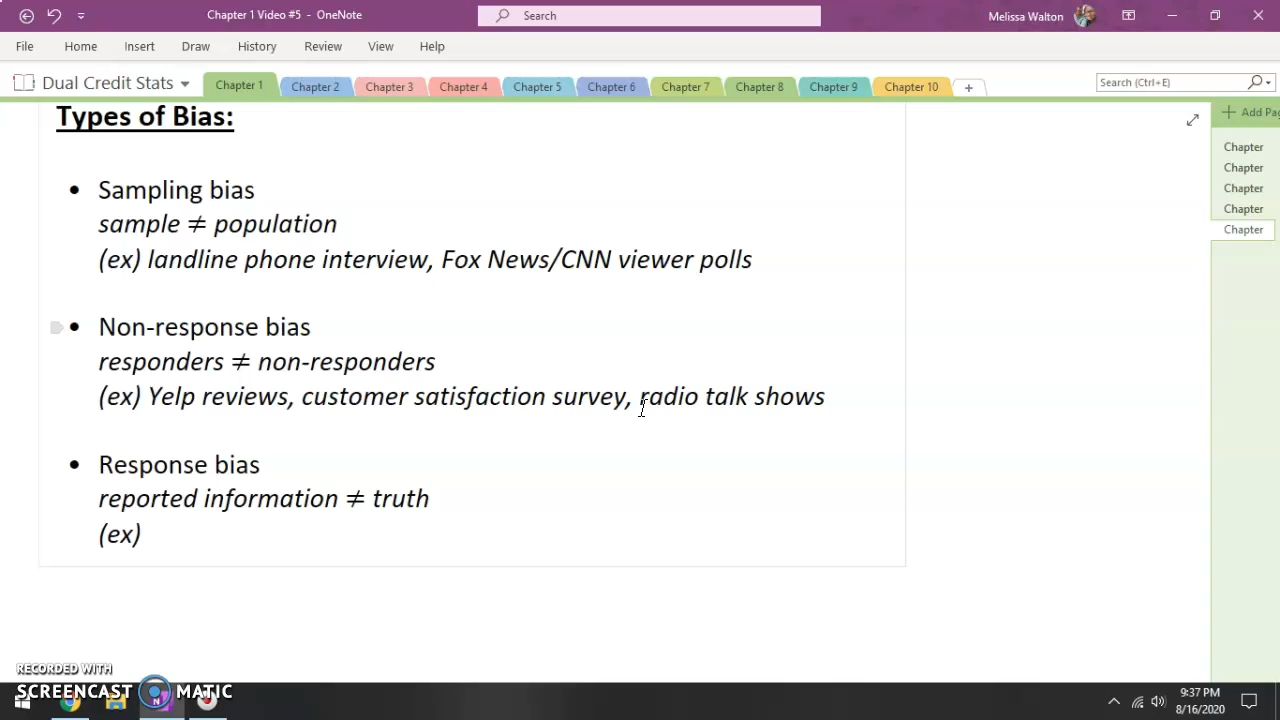 Chapter 1 Video #5 - OneNote
Search
Melissa Walton
File Home Insert Draw History Review View Help
Dual Credit Stats
Chapter 1 Chapter 2 Chapter 3 Chapter 4 Chapter 5 Chapter 6 Chapter 7 Chapter 8 Chapter 9 Chapter 10 +
Search (Ctrl+E)
Types of Bias:
Add Pag
Chapter
Chapter
Chapter
Chapter
Chapter
• Sampling bias
sample ≠ population
(ex) landline phone interview, Fox News/CNN viewer polls
• Non-response bias
responders ≠ non-responders
(ex) Yelp reviews, customer satisfaction survey, radio talk shows
• Response bias
reported information ≠ truth
(ex)
RECORDED WITH
SCREENCAST MATIC
N
9:37 PM
8/16/2020